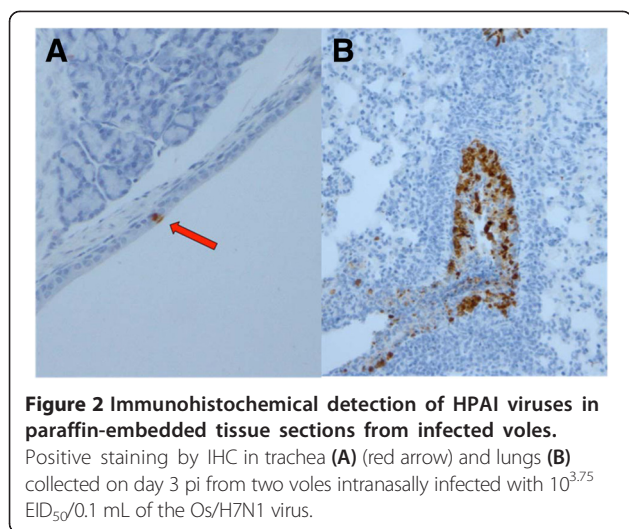 A
B
Figure 2 Immunohistochemical detection of HPAI viruses in
paraffin-embedded tissue sections from infected voles.
Positive staining by IHC in trachea (A) (red arrow) and lungs (B)
collected on day 3 pi from two voles intranasally infected with 10^3.75
EID₅₀/0.1 mL of the Os/H7N1 virus.